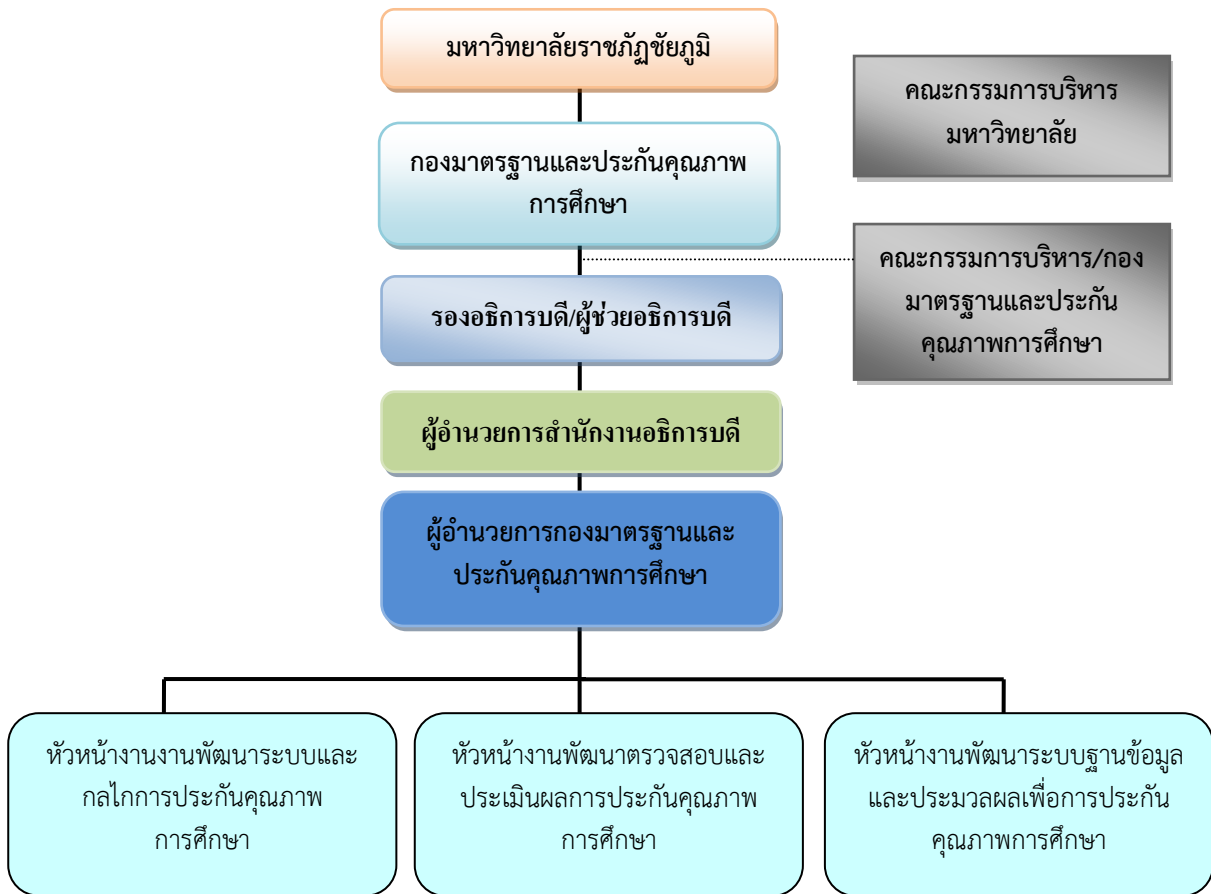 มหาวิทยาลัยราชภัฏชัยภูมิ
คณะกรรมการบริหาร
มหาวิทยาลัย
กองมาตรฐานและประกันคุณภาพ
การศึกษา
คณะกรรมการบริหาร/กอง
มาตรฐานและประกัน
คุณภาพการศึกษา
รองอธิการบดี/ผู้ช่วยอธิการบดี
ผู้อำนวยการสำนักงานอธิการบดี
ผู้อำนวยการกองมาตรฐานและ
ประกันคุณภาพการศึกษา
หัวหน้างานงานพัฒนาระบบและ
กลไกการประกันคุณภาพ
การศึกษา
หัวหน้างานพัฒนาตรวจสอบและ
ประเมินผลการประกันคุณภาพ
การศึกษา
หัวหน้างานพัฒนาระบบฐานข้อมูล
และประมวลผลเพื่อการประกัน
คุณภาพการศึกษา